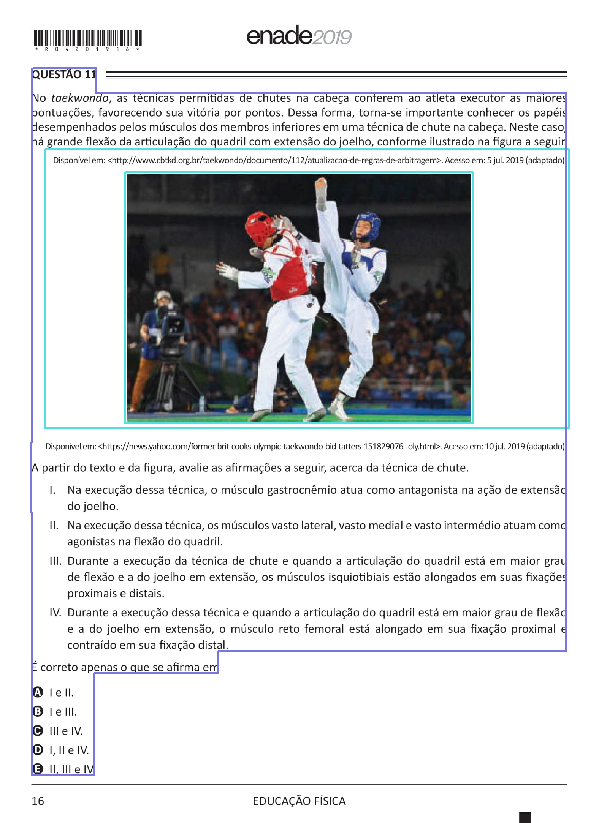 *R04201916*
enade2019
QUESTÃO 11
No taekwondo, as técnicas permitidas de chutes na cabeça conferem ao atleta executor as maiores
pontuações, favorecendo sua vitória por pontos. Dessa forma, torna-se importante conhecer os papéis
desempenhados pelos músculos dos membros inferiores em uma técnica de chute na cabeça. Neste caso,
há grande flexão da articulação do quadril com extensão do joelho, conforme ilustrado na figura a seguir
Disponível em: <http://www.cbtkd.org.br/taekwondo/documento/112/atualizacao-de-regras-de-arbitragem>. Acesso em: 5 jul. 2019 (adaptado)
Disponível em: <https://news.yahoo.com/former-brit-cooks-olympic-taekwondo-bid-tatters-151829076--oly.html>. Acesso em: 10 jul. 2019 (adaptado)
A partir do texto e da figura, avalie as afirmações a seguir, acerca da técnica de chute.
I. Na execução dessa técnica, o músculo gastrocnêmio atua como antagonista na ação de extensão
do joelho.
II. Na execução dessa técnica, os músculos vasto lateral, vasto medial e vasto intermédio atuam como
agonistas na flexão do quadril.
III. Durante a execução da técnica de chute e quando a articulação do quadril está em maior grau
de flexão e a do joelho em extensão, os músculos isquiotibiais estão alongados em suas fixações
proximais e distais.
IV. Durante a execução dessa técnica e quando a articulação do quadril está em maior grau de flexão
e a do joelho em extensão, o músculo reto femoral está alongado em sua fixação proximal e
contraído em sua fixação distal.
É correto apenas o que se afirma em
A I e II.
B I e III.
C III e IV.
D I, II e IV.
E II, III e IV
16
EDUCAÇÃO FÍSICA